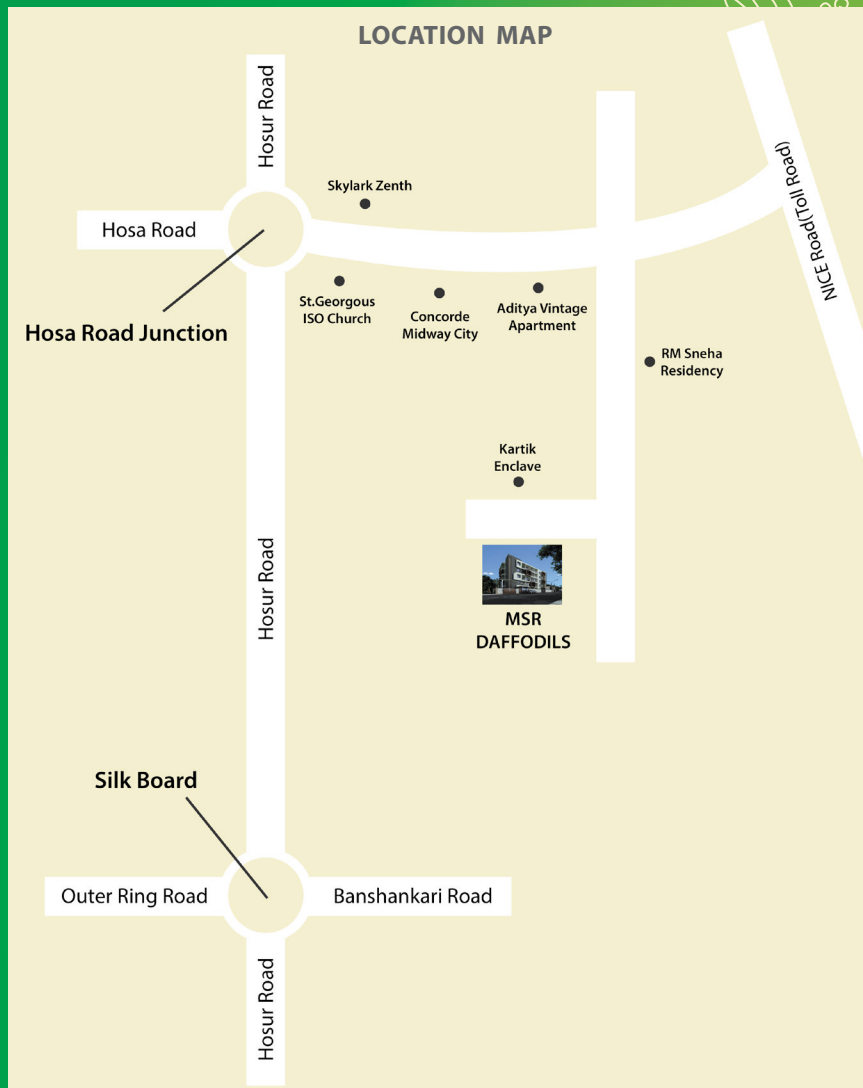 LOCATION MAP
Hosur Road
Skylark Zenth
NICE Road(Toll Road)
Hosa Road
St.Georgous
ISO Church
Concorde
Midway City
Aditya Vintage
Apartment
Hosa Road Junction
RM Sneha
Residency
Kartik
Enclave
Hosur Road
MSR
DAFFODILS
Silk Board
Outer Ring Road
Banshankari Road
Hosur Road